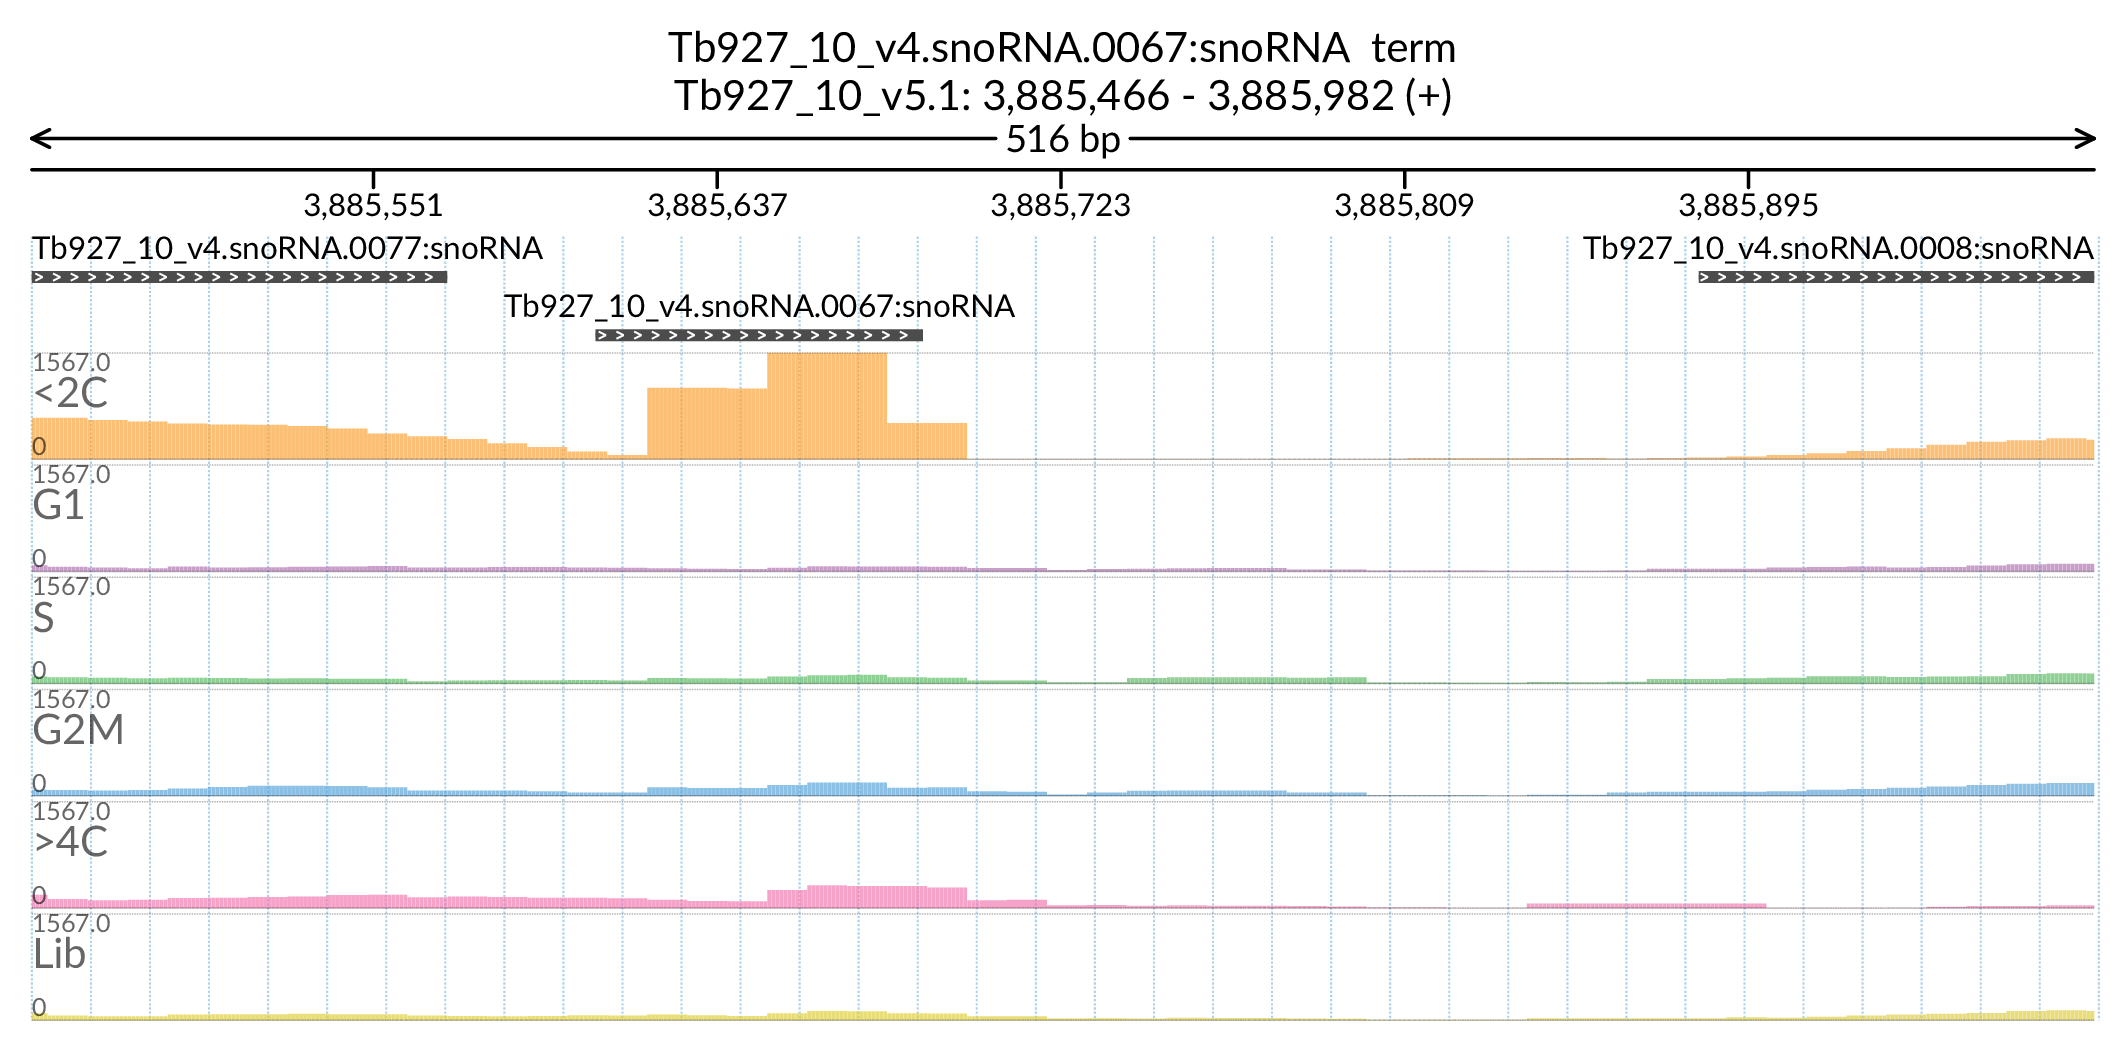 Tb927_10_v4.snoRNA.0067:snoRNA term
Tb927_10_v5.1: 3,885,466 - 3,885,982 (+)
516 bp
3,885,551 3,885,637 3,885,723 3,885,809 3,885,895
Tb927_10_v4.snoRNA.0077:snoRNA Tb927_10_v4.snoRNA.0008:snoRNA
Tb927_10_v4.snoRNA.0067:snoRNA
1567.0
<2C
0
1567.0
G1
0
1567.0
S
0
1567.0
G2M
0
1567.0
>4C
0
1567.0
Lib
0